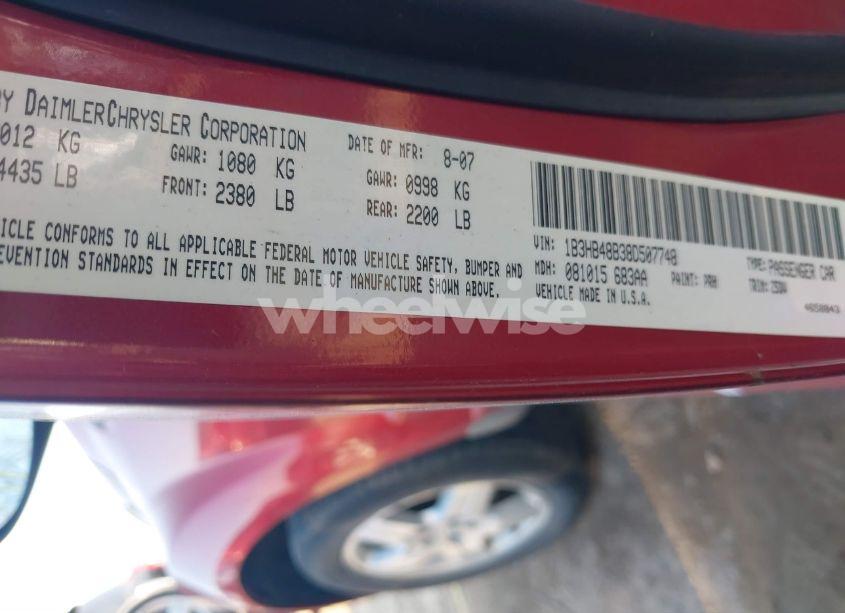 BY DAIMLERCHRYSLER CORPORATION
DATE OF MFR: 8-07
012 KG
GAWR: 1080 KG
GAWR: 0998 KG
4435 LB
FRONT: 2380 LB
REAR: 2200 LB
VEHICLE CONFORMS TO ALL APPLICABLE FEDERAL MOTOR VEHICLE SAFETY, BUMPER AND
PREVENTION STANDARDS IN EFFECT ON THE DATE OF MANUFACTURE SHOWN ABOVE.
VIN: 1B3HB48B38D507748
TYPE: PASSENGER CAR
MDH: 081015 683AA
PAINT: PRH
TRIM:
VEHICLE MADE IN U.S.A.
wheelwise